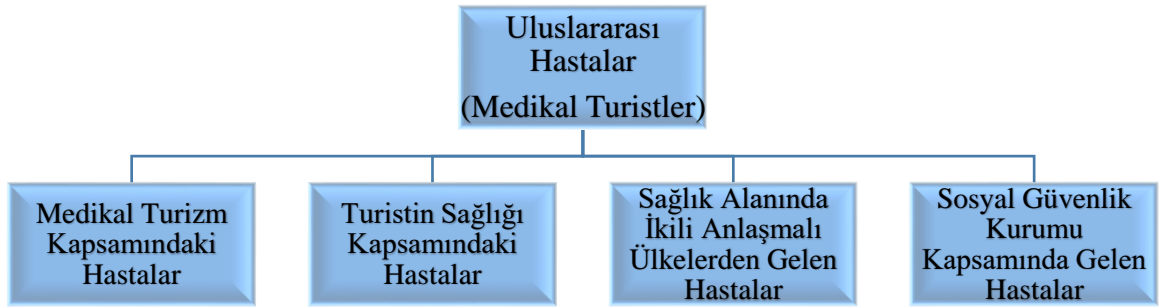 Uluslararası
Hastalar
(Medikal Turistler)
Medikal Turizm
Kapsamındaki
Hastalar
Turistin Sağlığı
Kapsamındaki
Hastalar
Sağlık Alanında
İkili Anlaşmalı
Ülkelerden Gelen
Hastalar
Sosyal Güvenlik
Kurumu
Kapsamında Gelen
Hastalar